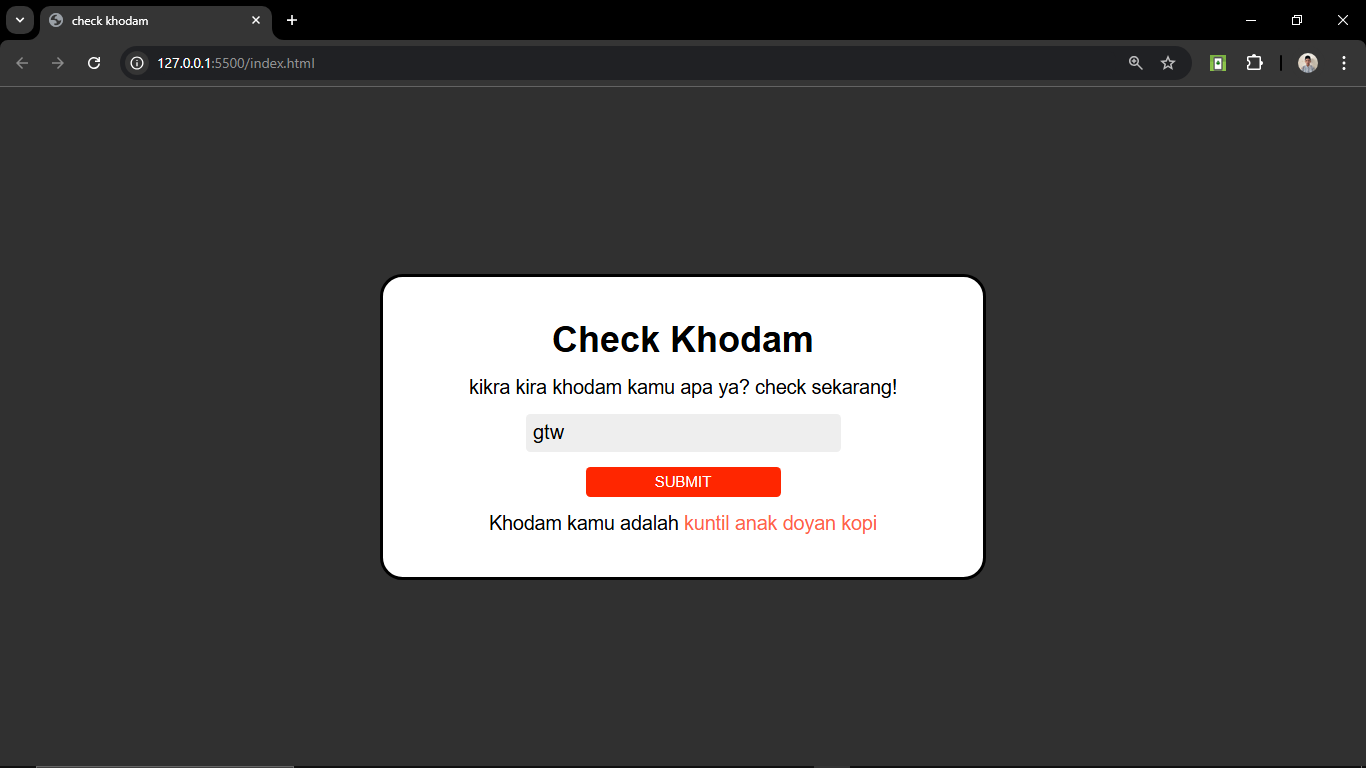 check khodam
127.0.0.1:5500/index.html
Check Khodam
kikra kira khodam kamu apa ya? check sekarang!
gtw
SUBMIT
Khodam kamu adalah kuntil anak doyan kopi